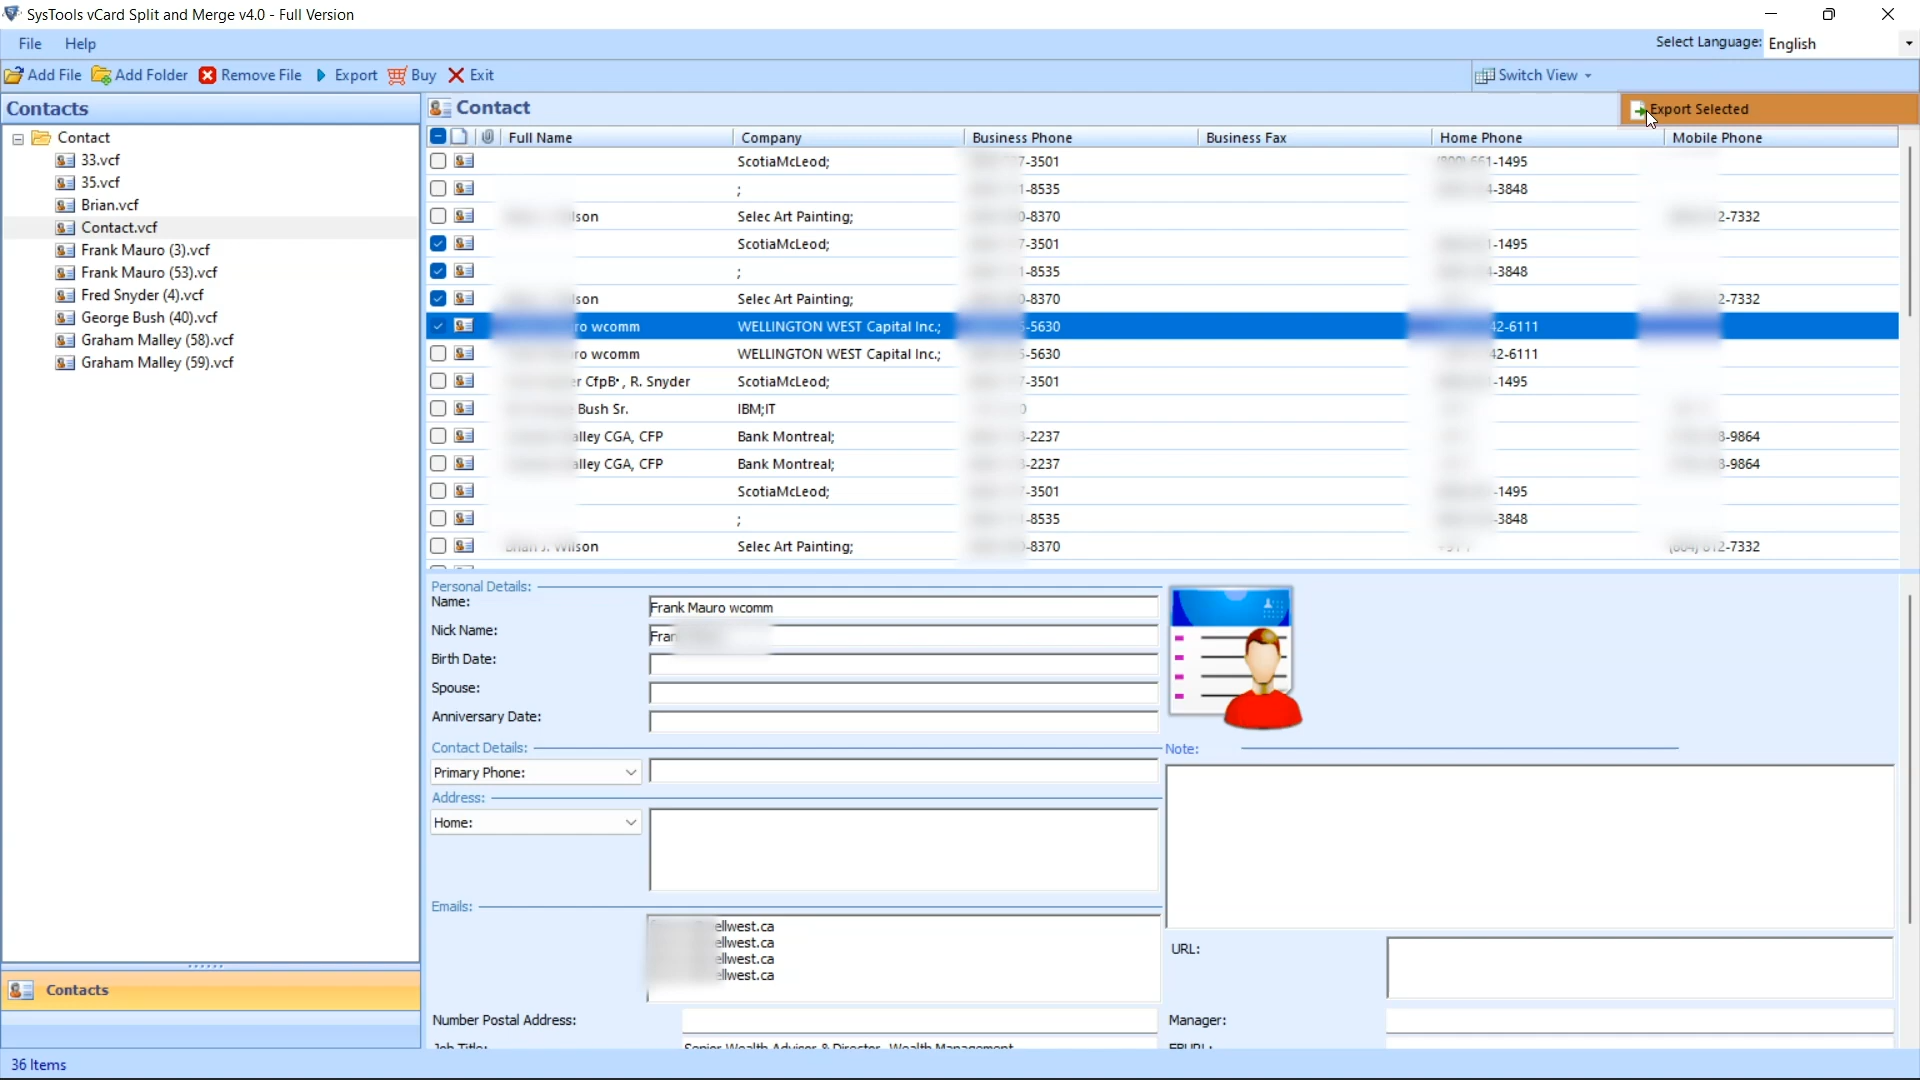 SysTools vCard Split and Merge v4.0 - Full Version
File Help Select Language: English
Add File Add Folder Remove File Export Buy Exit Switch View
Contacts
Contact
Export Selected
Contact
33.vcf
35.vcf
Brian.vcf
Contact.vcf
Frank Mauro (3).vcf
Frank Mauro (53).vcf
Fred Snyder (4).vcf
George Bush (40).vcf
Graham Malley (58).vcf
Graham Malley (59).vcf
Full Name Company Business Phone Business Fax Home Phone Mobile Phone
ScotiaMcLeod; 7-3501 661-1495
; 1-8535 4-3848
lson Selec Art Painting; 0-8370 2-7332
ScotiaMcLeod; 7-3501 -1495
; 1-8535 4-3848
lson Selec Art Painting; 0-8370 2-7332
ro wcomm WELLINGTON WEST Capital Inc.; 5-5630 42-6111
ro wcomm WELLINGTON WEST Capital Inc.; 5-5630 42-6111
r CfpB•, R. Snyder ScotiaMcLeod; 7-3501 -1495
Bush Sr. IBM;IT
alley CGA, CFP Bank Montreal; -2237 8-9864
alley CGA, CFP Bank Montreal; -2237 8-9864
ScotiaMcLeod; 7-3501 -1495
; -8535 -3848
Wilson Selec Art Painting; -8370 2-7332
Personal Details:
Name: Frank Mauro wcomm
Nick Name: Fran
Birth Date:
Spouse:
Anniversary Date:
Contact Details:
Primary Phone:
Address:
Home:
Emails:
ellwest.ca
ellwest.ca
ellwest.ca
ellwest.ca
Number Postal Address:
Job Title: Senior Wealth Advisor & Director, Wealth Management
Note:
URL:
Manager:
Contacts
36 Items